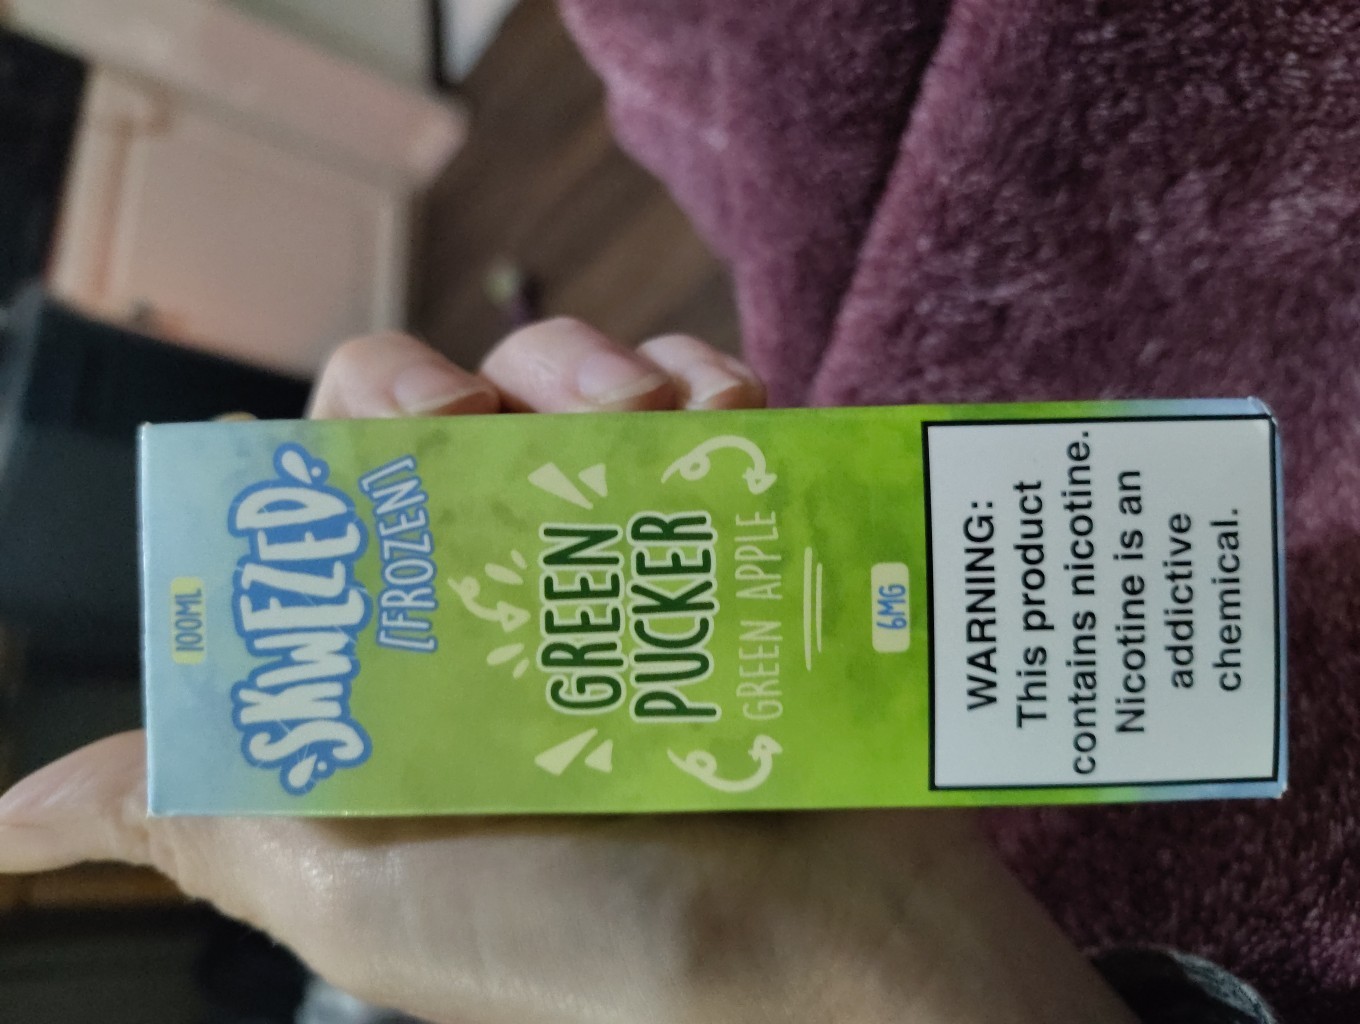 100ML
SKWEZED
[FROZEN]
GREEN
PUCKER
GREEN APPLE
6MG
WARNING:
This product
contains nicotine.
Nicotine is an
addictive
chemical.